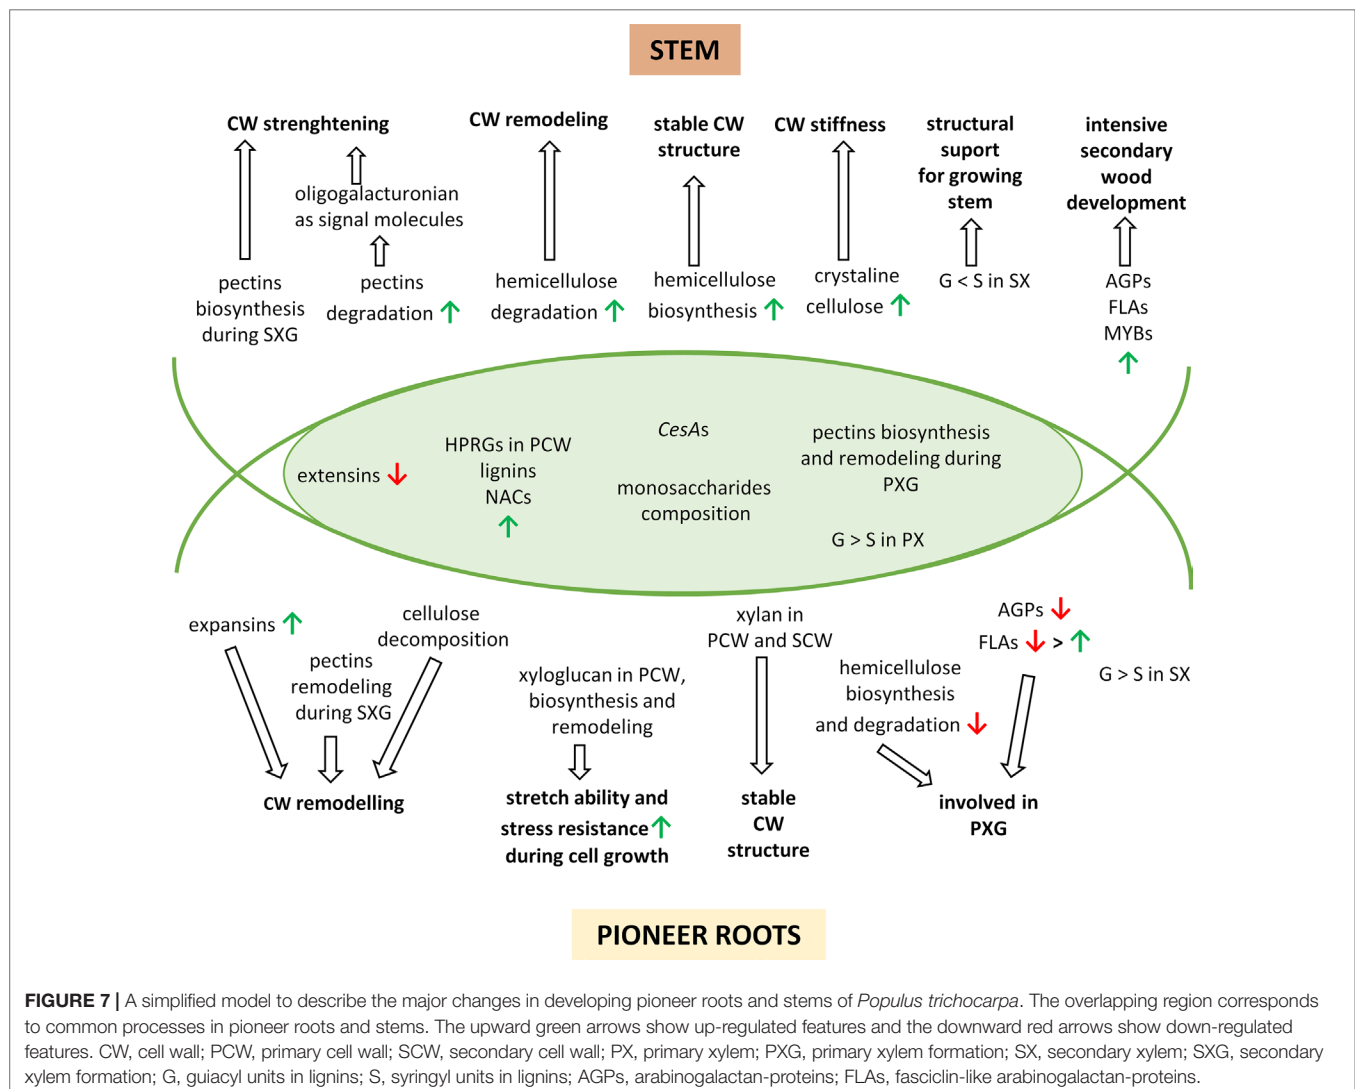 STEM
CW strenghtening
CW remodeling
stable CW
structure
CW stiffness
structural
suport
for growing
stem
intensive
secondary
wood
development
oligogalacturonian
as signal molecules
pectins
biosynthesis
during SXG
pectins
degradation ↑
hemicellulose
degradation ↑
hemicellulose
biosynthesis ↑
crystaline
cellulose ↑
G < S in SX
AGPs
FLAs
MYBs
↑
extensins ↓
HPRGs in PCW
lignins
NACs
↑
CesAs
monosaccharides
composition
pectins biosynthesis
and remodeling during
PXG
G > S in PX
expansins ↑
pectins
remodeling
during SXG
cellulose
decomposition
CW remodelling
xyloglucan in PCW,
biosynthesis and
remodeling
stretch ability and
stress resistance ↑
during cell growth
xylan in
PCW and SCW
stable
CW
structure
hemicellulose
biosynthesis
and degradation ↓
AGPs ↓
FLAs ↓ > ↑
G > S in SX
involved in
PXG
PIONEER ROOTS
FIGURE 7 | A simplified model to describe the major changes in developing pioneer roots and stems of Populus trichocarpa. The overlapping region corresponds
to common processes in pioneer roots and stems. The upward green arrows show up-regulated features and the downward red arrows show down-regulated
features. CW, cell wall; PCW, primary cell wall; SCW, secondary cell wall; PX, primary xylem; PXG, primary xylem formation; SX, secondary xylem; SXG, secondary
xylem formation; G, guiacyl units in lignins; S, syringyl units in lignins; AGPs, arabinogalactan-proteins; FLAs, fasciclin-like arabinogalactan-proteins.